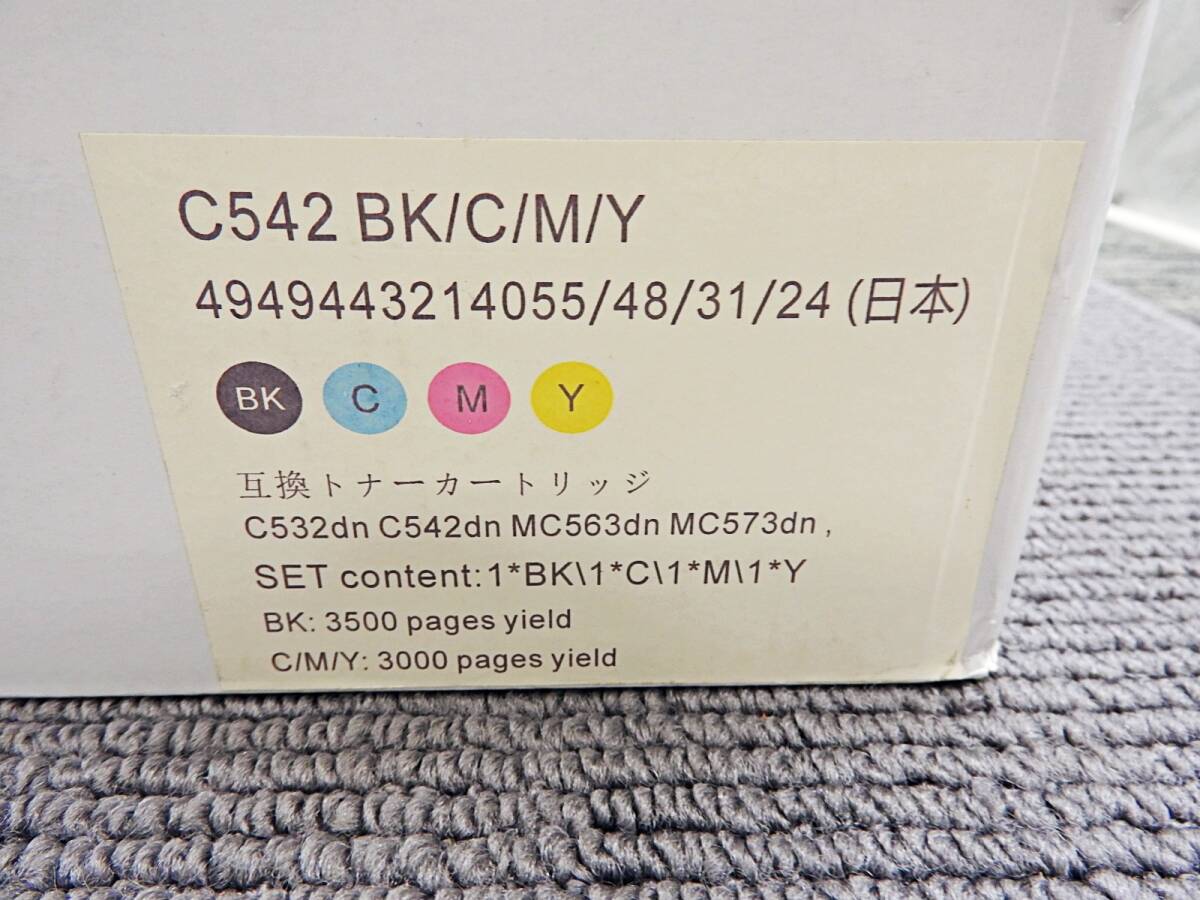 C542 BK/C/M/Y
4949443214055/48/31/24 (日本)
BK C M Y
互換トナーカートリッジ
C532dn C542dn MC563dn MC573dn ,
SET content:1*BK\1*C\1*M\1*Y
BK: 3500 pages yield
C/M/Y: 3000 pages yield